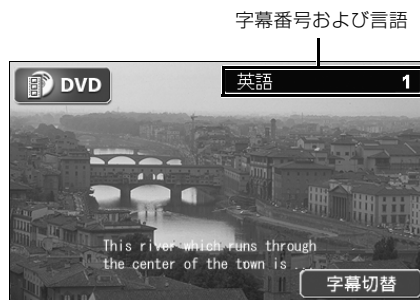 字幕番号および言語
DVD
英語 1
This river which runs through
the center of the town is ...
字幕切替